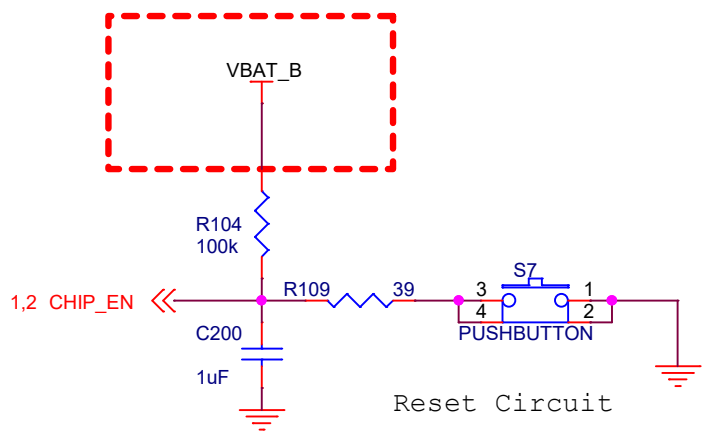 VBAT_B
R104
100k
S7
1,2 CHIP_EN
R109
39
3
1
4
2
C200
PUSHBUTTON
1uF
Reset Circuit